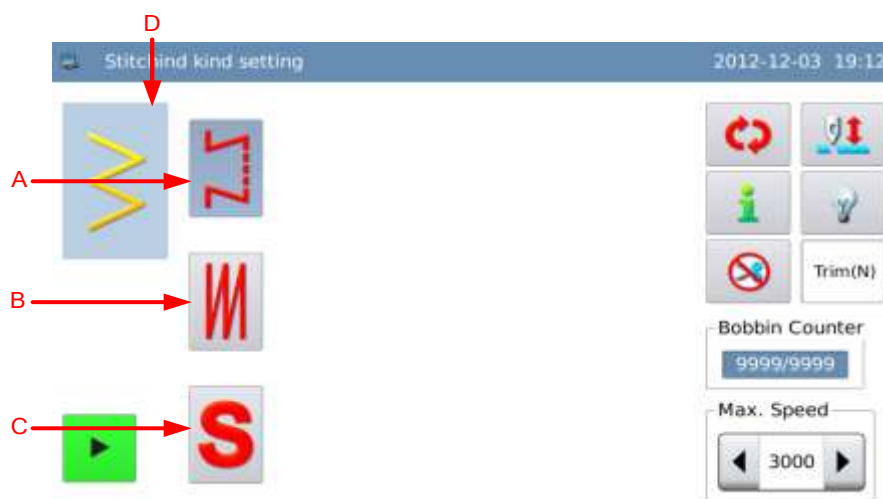 D
Stitchind kind setting 2012-12-03 19:12
A
B
Trim(N)
Bobbin Counter
9999/9999
C
S
Max. Speed
3000